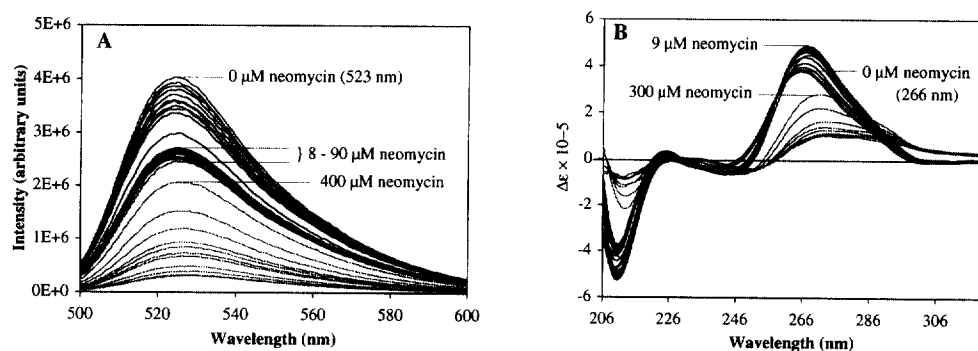 A
5E+6
4E+6
3E+6
2E+6
1E+6
0E+0
Intensity (arbitrary units)
0 µM neomycin (523 nm)
} 8 - 90 µM neomycin
400 µM neomycin
500 520 540 560 580 600
Wavelength (nm)
B
6
4
2
0
-2
-4
-6
Δε × 10–5
9 µM neomycin
0 µM neomycin
(266 nm)
300 µM neomycin
206 226 246 266 286 306
Wavelength (nm)